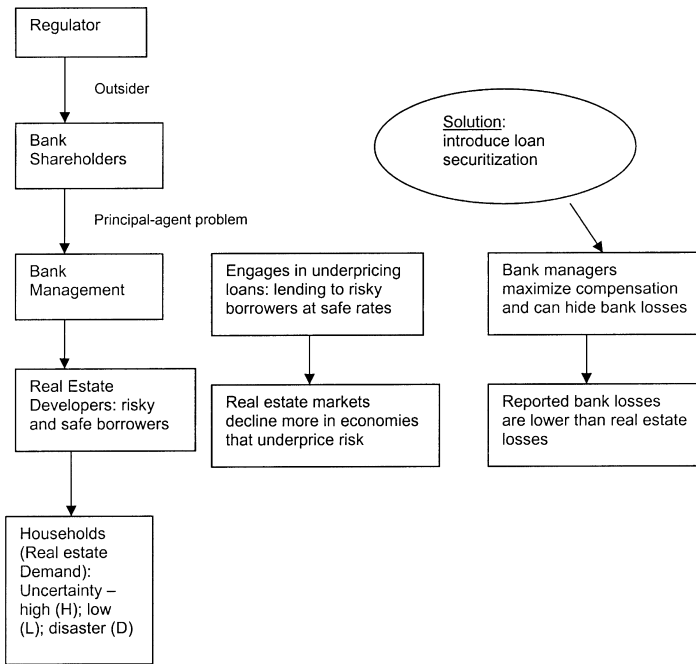 Regulator
Outsider
Bank
Shareholders
Principal-agent problem
Bank
Management
Real Estate
Developers: risky
and safe borrowers
Households
(Real estate
Demand):
Uncertainty –
high (H); low
(L); disaster (D)
Engages in underpricing
loans: lending to risky
borrowers at safe rates
Real estate markets
decline more in economies
that underprice risk
Solution:
introduce loan
securitization
Bank managers
maximize compensation
and can hide bank losses
Reported bank losses
are lower than real estate
losses